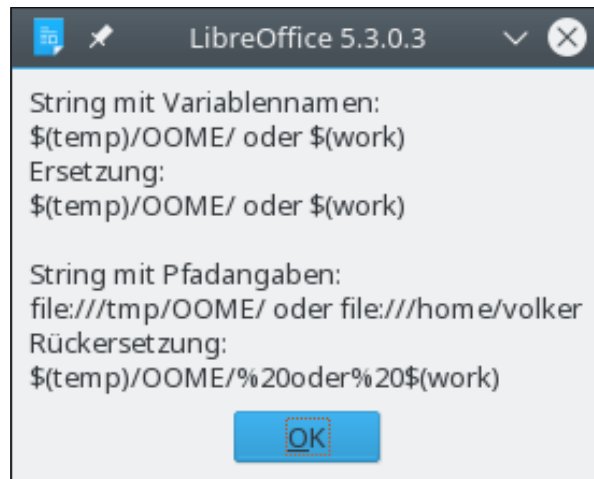 LibreOffice 5.3.0.3
String mit Variablennamen:
$(temp)/OOME/ oder $(work)
Ersetzung:
$(temp)/OOME/ oder $(work)
String mit Pfadangaben:
file:///tmp/OOME/ oder file:///home/volker
Rückersetzung:
$(temp)/OOME/%20oder%20$(work)
OK